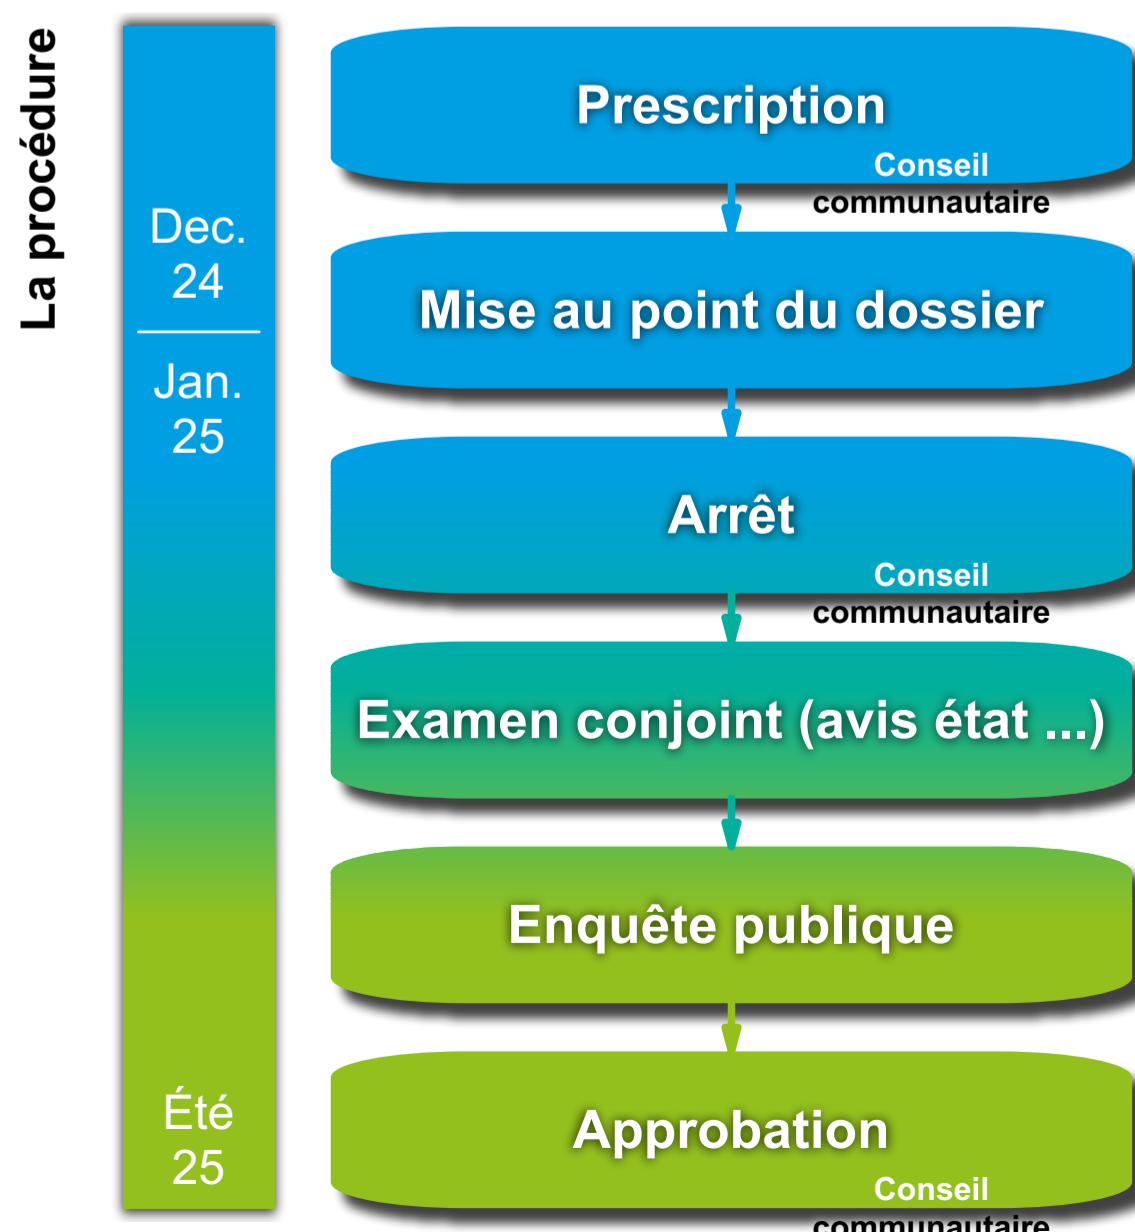 La procédure
Dec.
24
Jan.
25
Été
25
Prescription
Conseil
communautaire
Mise au point du dossier
Arrêt
Conseil
communautaire
Examen conjoint (avis état ...)
Enquête publique
Approbation
Conseil
communautaire